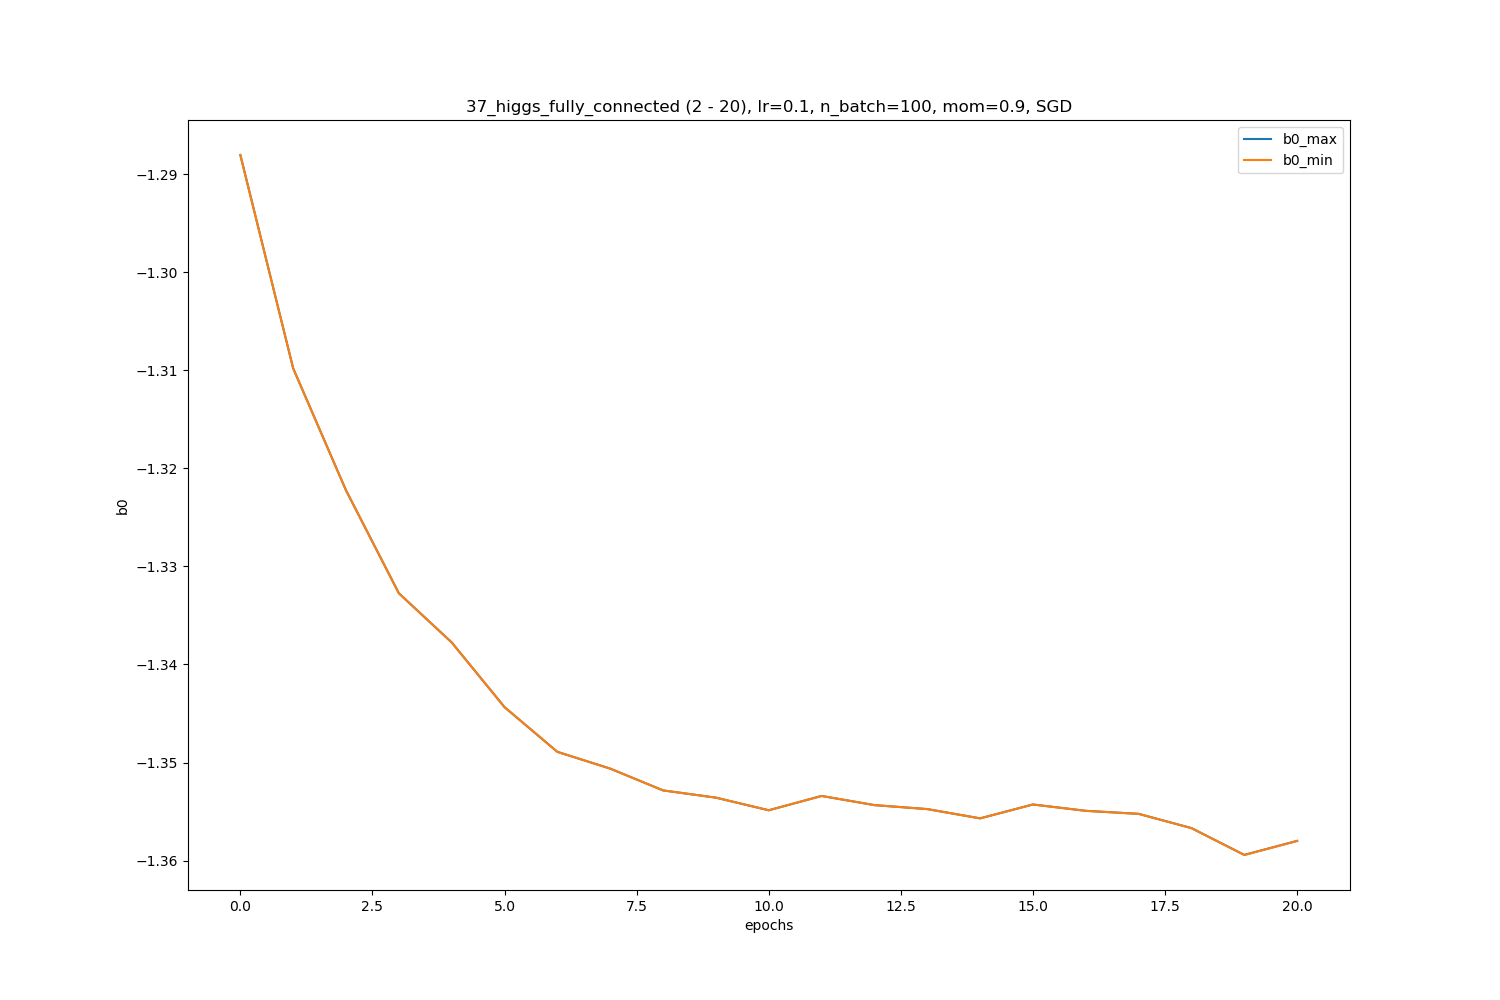 37_higgs_fully_connected (2 - 20), lr=0.1, n_batch=100, mom=0.9, SGD
b0_max
b0_min
−1.29
−1.30
−1.31
−1.32
−1.33
−1.34
−1.35
−1.36
b0
0.0 2.5 5.0 7.5 10.0 12.5 15.0 17.5 20.0
epochs